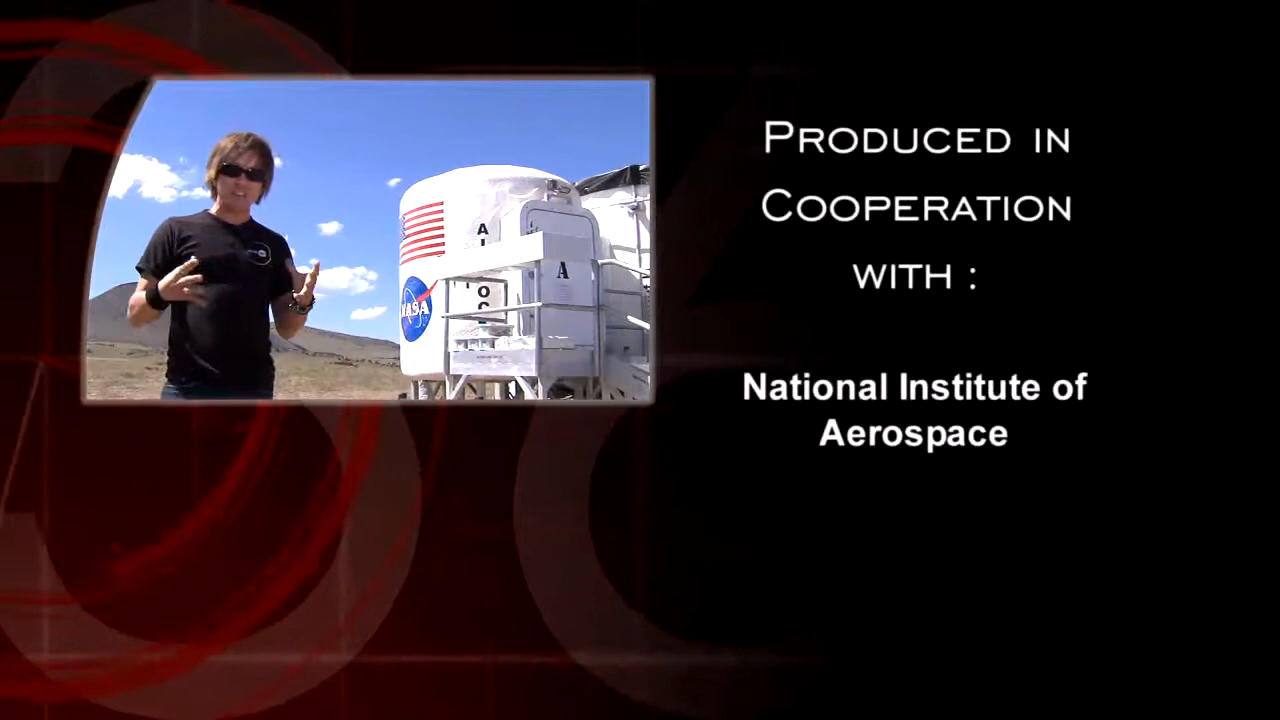 PRODUCED IN
COOPERATION
WITH :
National Institute of
Aerospace
NASA
A